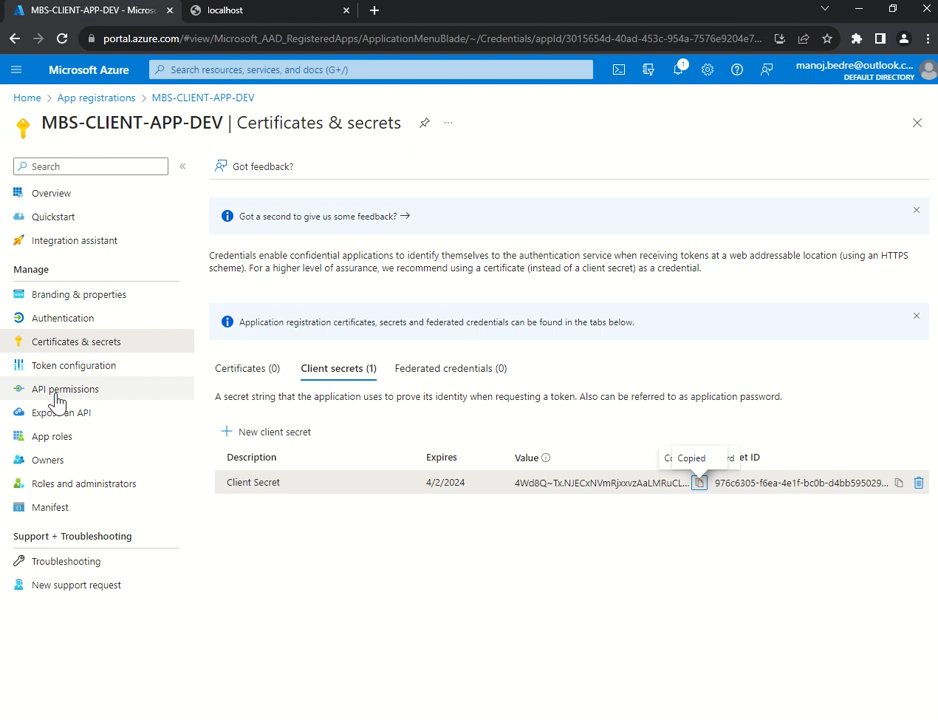 MBS-CLIENT-APP-DEV - Micros
localhost
portal.azure.com/#view/Microsoft_AAD_RegisteredApps/ApplicationMenuBlade/~/Credentials/appId/3015654d-40ad-453c-954a-7576e9204e7...
Microsoft Azure
Search resources, services, and docs (G+/)
1
manoj.bedre@outlook.c...
DEFAULT DIRECTORY
Home > App registrations > MBS-CLIENT-APP-DEV
MBS-CLIENT-APP-DEV | Certificates & secrets
Search
Got feedback?
Overview
Quickstart
Integration assistant
Manage
Branding & properties
Authentication
Certificates & secrets
Token configuration
API permissions
Expose an API
App roles
Owners
Roles and administrators
Manifest
Support + Troubleshooting
Troubleshooting
New support request
Got a second to give us some feedback?
Credentials enable confidential applications to identify themselves to the authentication service when receiving tokens at a web addressable location (using an HTTPS
scheme). For a higher level of assurance, we recommend using a certificate (instead of a client secret) as a credential.
Application registration certificates, secrets and federated credentials can be found in the tabs below.
Certificates (0) Client secrets (1) Federated credentials (0)
A secret string that the application uses to prove its identity when requesting a token. Also can be referred to as application password.
New client secret
Description Expires Value Copied et ID
Client Secret 4/2/2024 4Wd8Q~Tx.NJECxNVmRjxxvzAaLMRuCL... 976c6305-f6ea-4e1f-bc0b-d4bb595029...